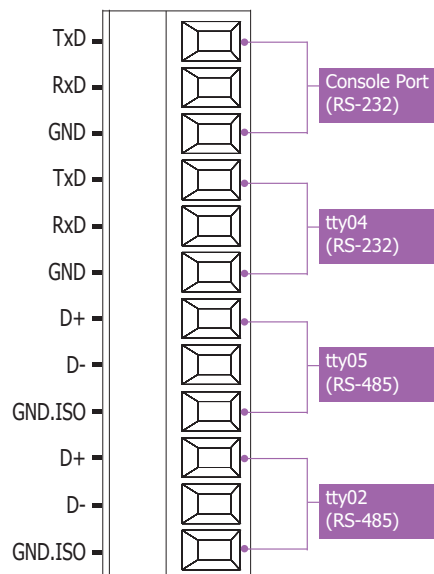 TxD
RxD
GND
TxD
RxD
GND
D+
D-
GND.ISO
D+
D-
GND.ISO
Console Port
(RS-232)
tty04
(RS-232)
tty05
(RS-485)
tty02
(RS-485)